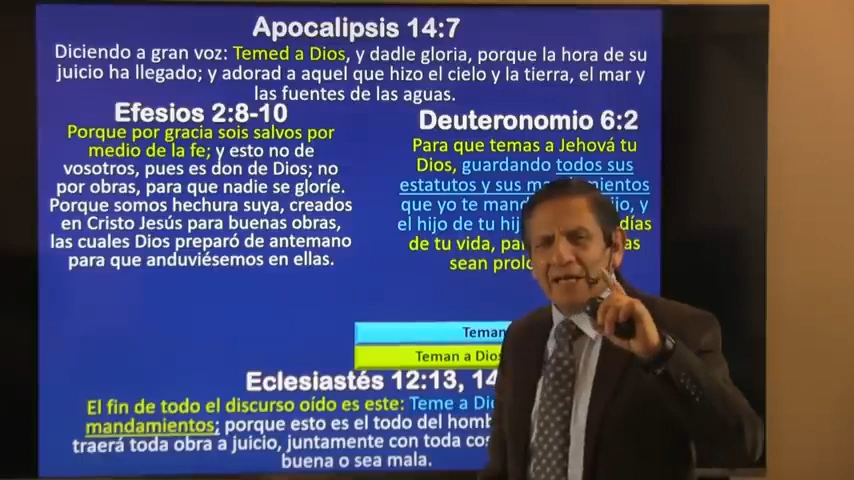 Apocalipsis 14:7
Diciendo a gran voz: Temed a Dios, y dadle gloria, porque la hora de su
juicio ha llegado; y adorad a aquel que hizo el cielo y la tierra, el mar y
las fuentes de las aguas.
Efesios 2:8-10
Porque por gracia sois salvos por
medio de la fe; y esto no de
vosotros, pues es don de Dios; no
por obras, para que nadie se gloríe.
Porque somos hechura suya, creados
en Cristo Jesús para buenas obras,
las cuales Dios preparó de antemano
para que anduviésemos en ellas.
Deuteronomio 6:2
Para que temas a Jehová tu
Dios, guardando todos sus
estatutos y sus
que yo te
el hijo de tu días
de tu vida,
sean
Teman
Teman a Dios
Eclesiastés 12:13, 14
El fin de todo el discurso oído es este: Teme a
mandamientos; porque esto es el todo del
traerá toda obra a juicio, juntamente con toda
buena o sea mala.